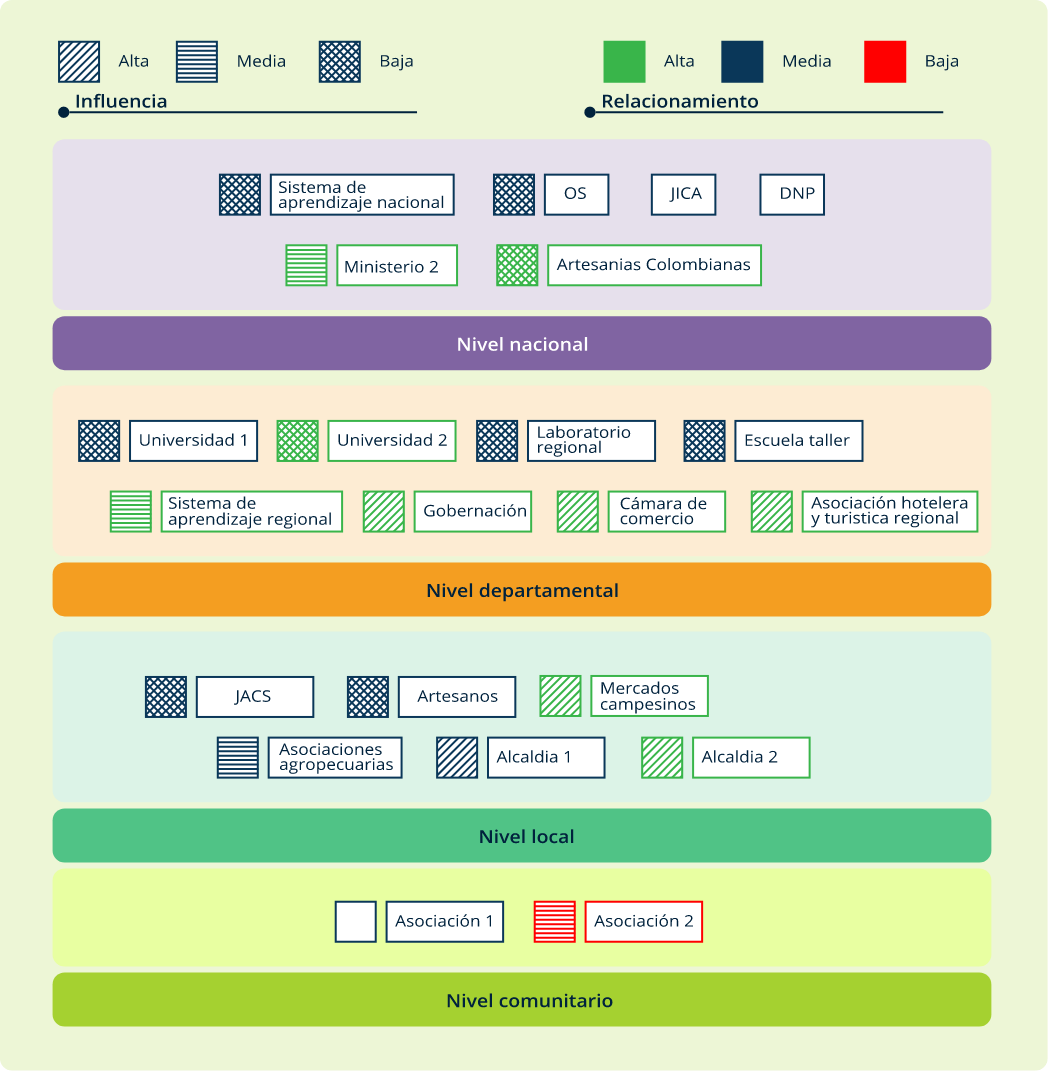 Alta
Media
Baja
Influencia
Alta
Media
Baja
Relacionamiento
Sistema de
aprendizaje nacional
OS
JICA
DNP
Ministerio 2
Artesanias Colombianas
Nivel nacional
Universidad 1
Universidad 2
Laboratorio
regional
Escuela taller
Sistema de
aprendizaje regional
Gobernación
Cámara de
comercio
Asociación hotelera
y turistica regional
Nivel departamental
JACS
Artesanos
Mercados
campesinos
Asociaciones
agropecuarias
Alcaldia 1
Alcaldia 2
Nivel local
Asociación 1
Asociación 2
Nivel comunitario